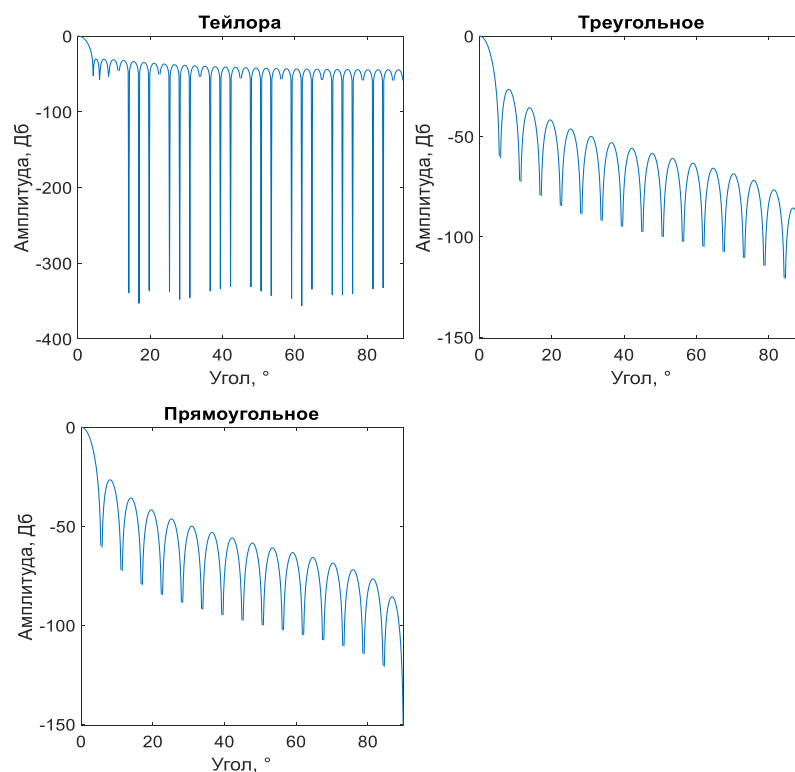 Тейлора
0
-100
-200
-300
-400
0 20 40 60 80
Амплитуда, Дб
Угол, °
Треугольное
0
-50
-100
-150
0 20 40 60 80
Амплитуда, Дб
Угол, °
Прямоугольное
0
-50
-100
-150
0 20 40 60 80
Амплитуда, Дб
Угол, °